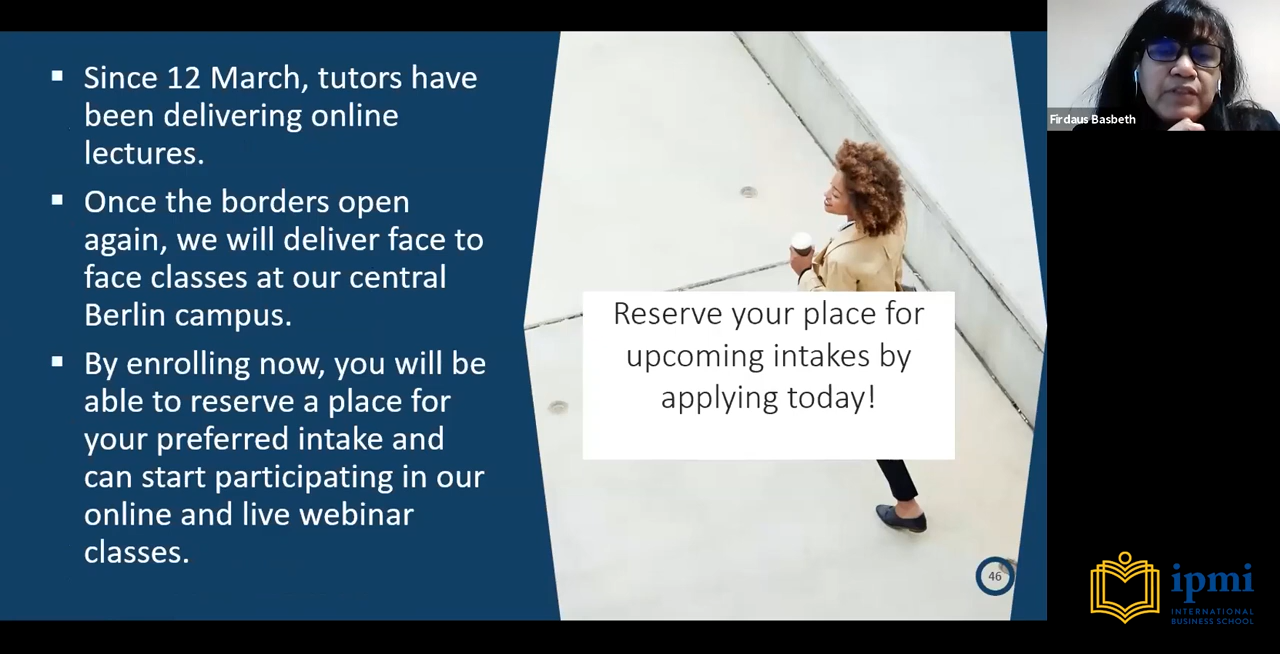 Since 12 March, tutors have
been delivering online
lectures.
Once the borders open
again, we will deliver face to
face classes at our central
Berlin campus.
By enrolling now, you will be
able to reserve a place for
your preferred intake and
can start participating in our
online and live webinar
classes.
Reserve your place for
upcoming intakes by
applying today!
46
Firdaus Basbeth
ipmi
INTERNATIONAL
BUSINESS SCHOOL